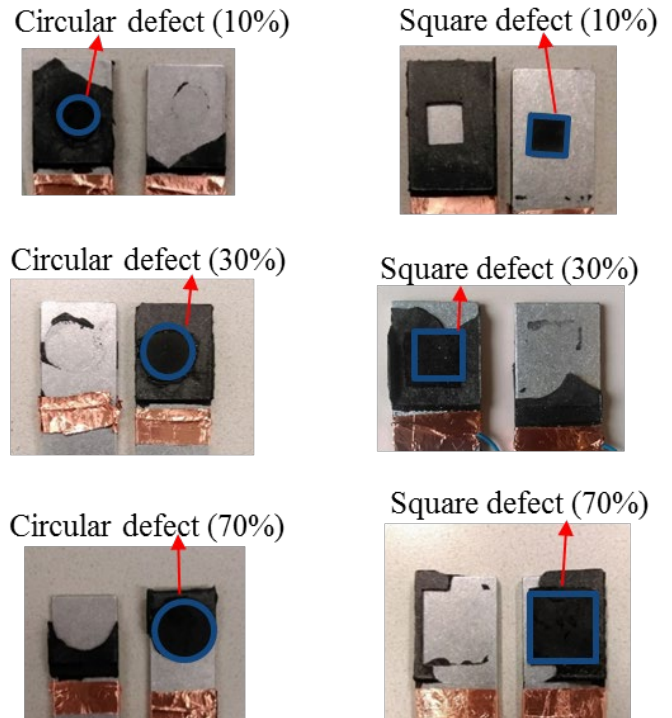 Circular defect (10%)
Square defect (10%)
Circular defect (30%)
Square defect (30%)
Circular defect (70%)
Square defect (70%)